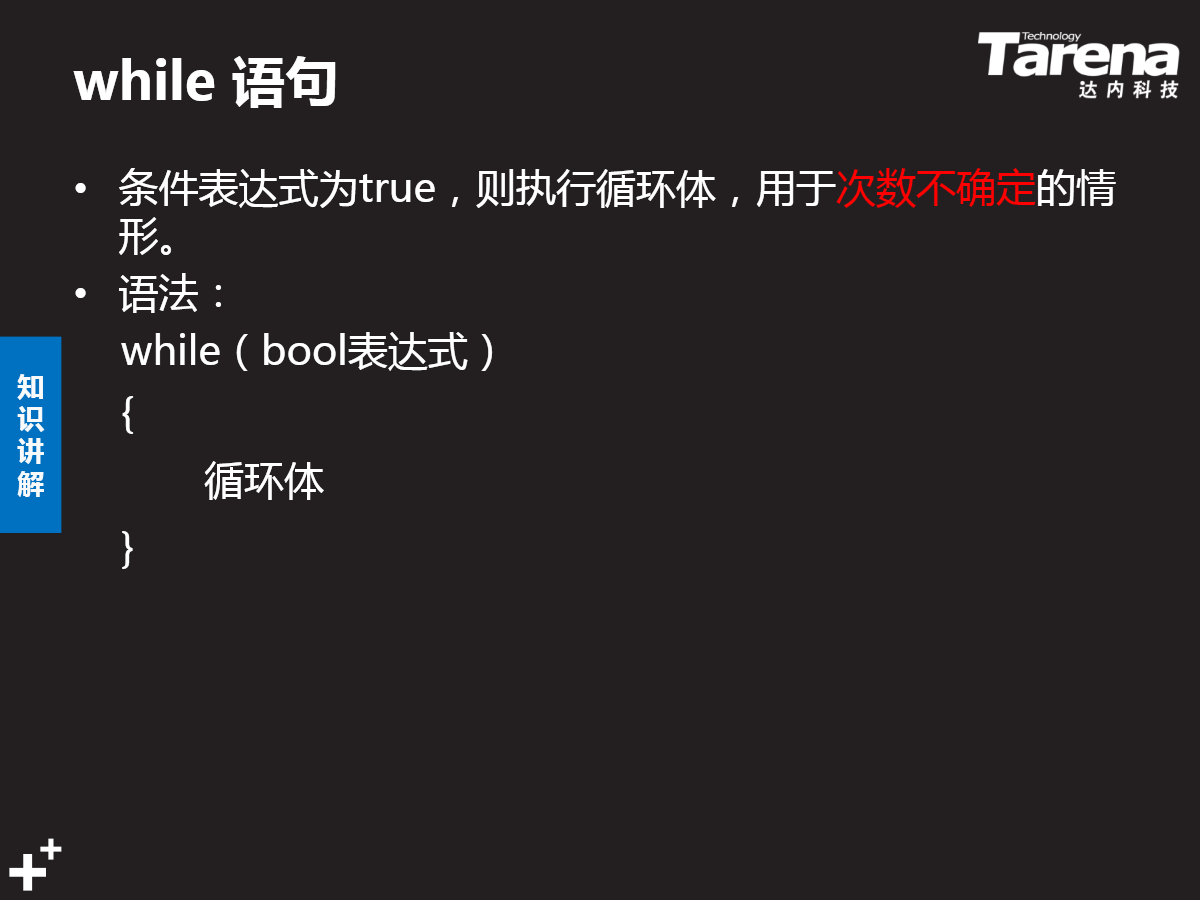 while 语句
Technology
Tarena
达内科技
• 条件表达式为true，则执行循环体，用于次数不确定的情
形。
• 语法：
while（bool表达式）
{
循环体
}
知
识
讲
解